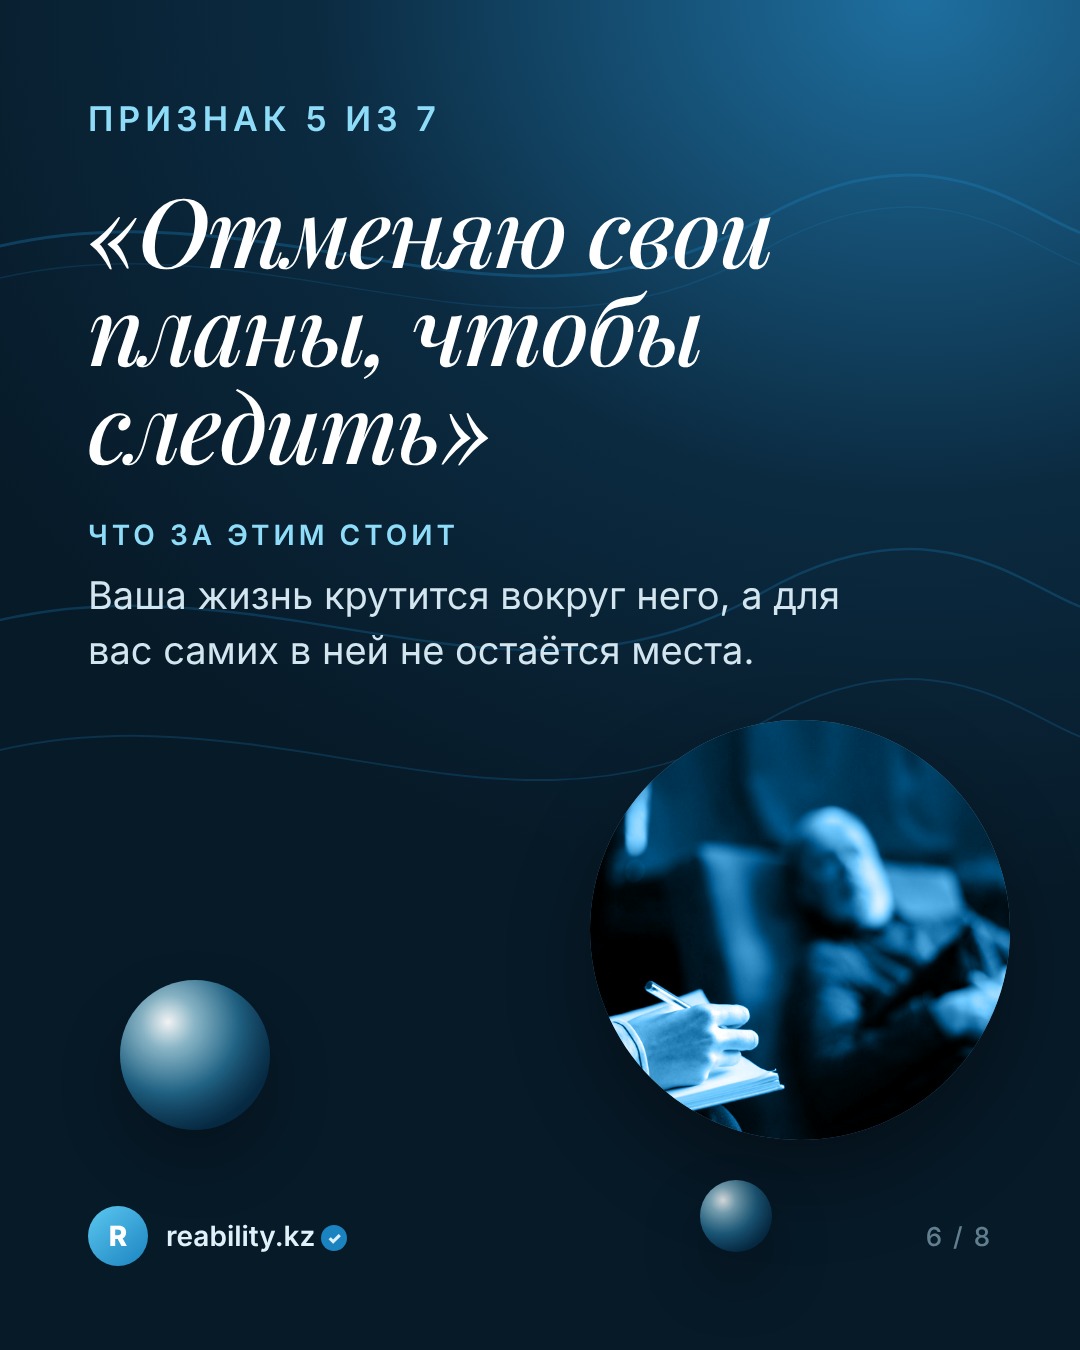 ПРИЗНАК 5 ИЗ 7
«Отменяю свои
планы, чтобы
следить»
ЧТО ЗА ЭТИМ СТОИТ
Ваша жизнь крутится вокруг него, а для
вас самих в ней не остаётся места.
R reability.kz
6 / 8